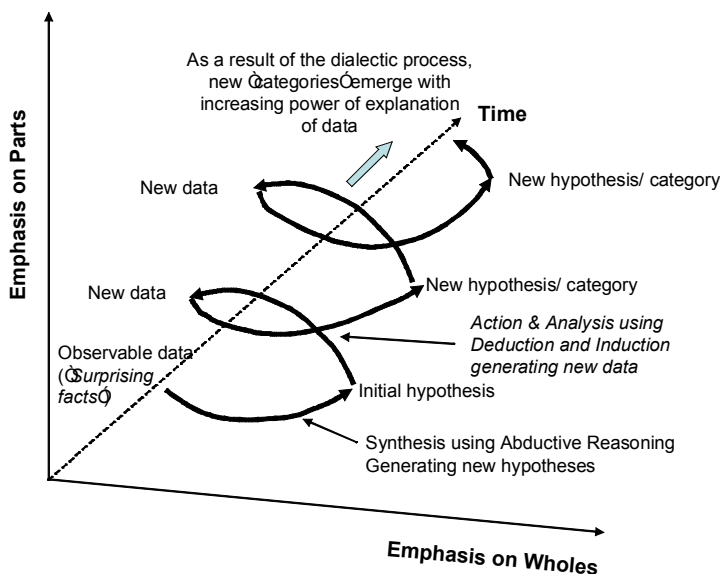 As a result of the dialectic process,
new ÒcategoriesÓ emerge with
increasing power of explanation
of data
Time
Emphasis on Parts
New data
New hypothesis/ category
New data
New hypothesis/ category
Action & Analysis using
Deduction and Induction
generating new data
Observable data
(ÒSurprising
factsÓ)
Initial hypothesis
Synthesis using Abductive Reasoning
Generating new hypotheses
Emphasis on Wholes